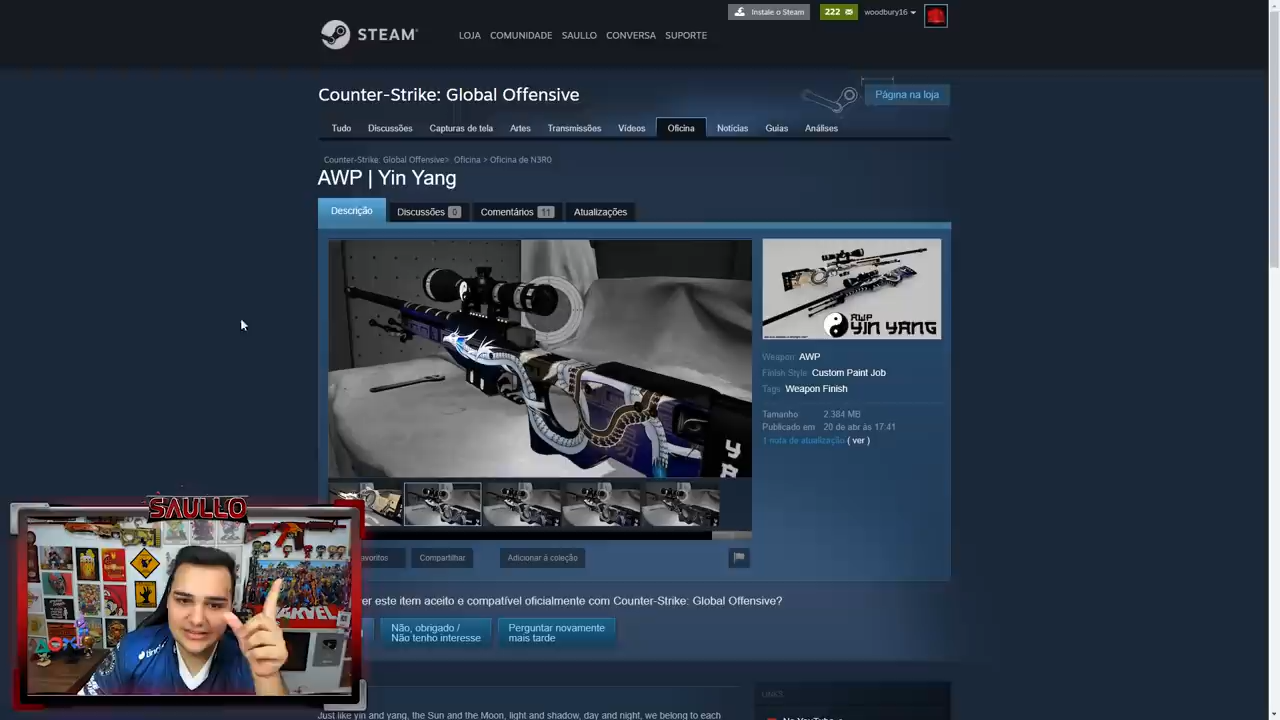 Instale o Steam
222
woodbury16
STEAM
LOJA COMUNIDADE SAULLO CONVERSA SUPORTE
Counter-Strike: Global Offensive
Página na loja
Tudo Discussões Capturas de tela Artes Transmissões Vídeos Oficina Notícias Guias Análises
Counter-Strike: Global Offensive> Oficina > Oficina de N3R0
AWP | Yin Yang
Descrição Discussões 0 Comentários 11 Atualizações
AWP
YIN YANG
Weapon: AWP
Finish Style: Custom Paint Job
Tags: Weapon Finish
Tamanho 2.384 MB
Publicado em 20 de abr às 17:41
1 nota de atualização ( ver )
favoritos Compartilhar Adicionar à coleção
er este item aceito e compatível oficialmente com Counter-Strike: Global Offensive?
Não, obrigado /
Não tenho interesse
Perguntar novamente
mais tarde
SAULLO
MARVEL
Just like yin and yang, the Sun and the Moon, light and shadow, day and night, we belong to each
LINKS